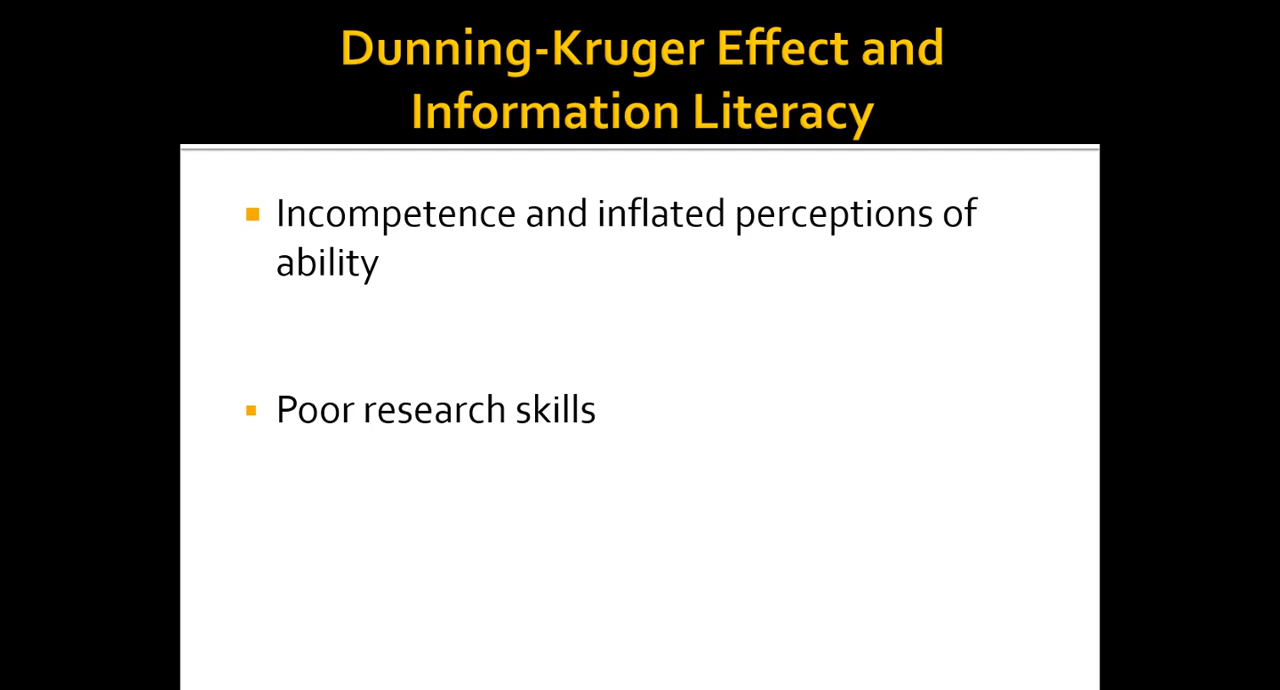 Dunning-Kruger Effect and
Information Literacy
▪ Incompetence and inflated perceptions of
ability
▪ Poor research skills